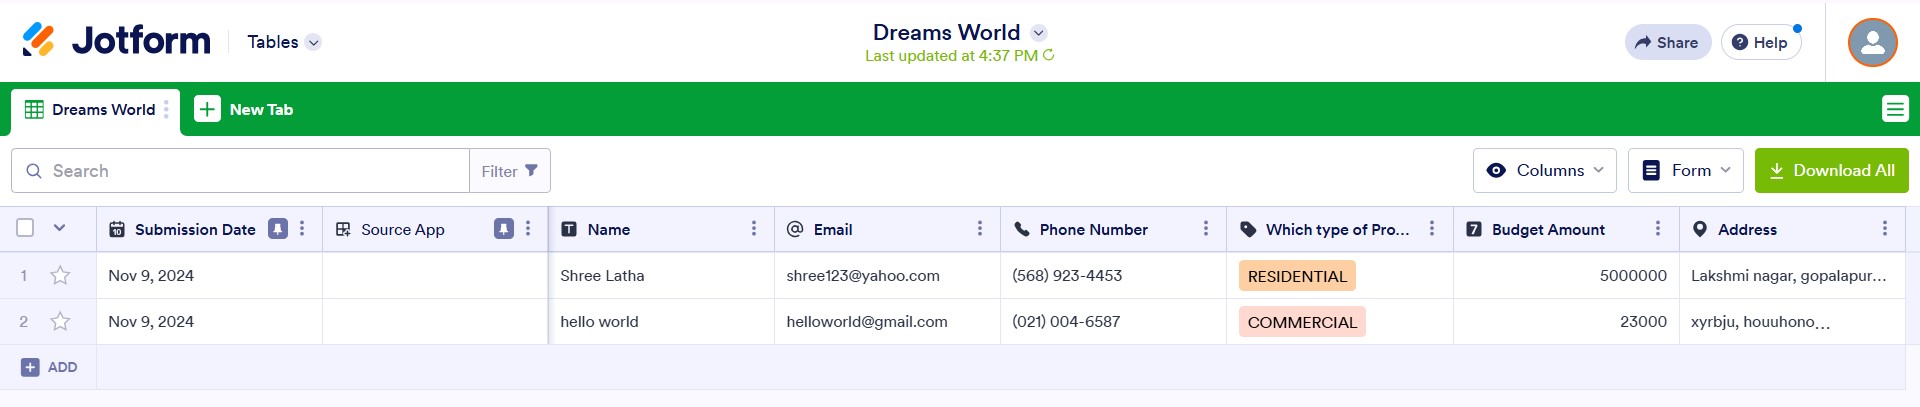 Jotform Tables Dreams World Share Help
Last updated at 4:37 PM
Dreams World New Tab
Search Filter Columns Form Download All
Submission Date Source App Name Email Phone Number Which type of Pro... Budget Amount Address
1 Nov 9, 2024 Shree Latha shree123@yahoo.com (568) 923-4453 RESIDENTIAL 5000000 Lakshmi nagar, gopalapur...
2 Nov 9, 2024 hello world helloworld@gmail.com (021) 004-6587 COMMERCIAL 23000 xyrbju, houuhono...
ADD